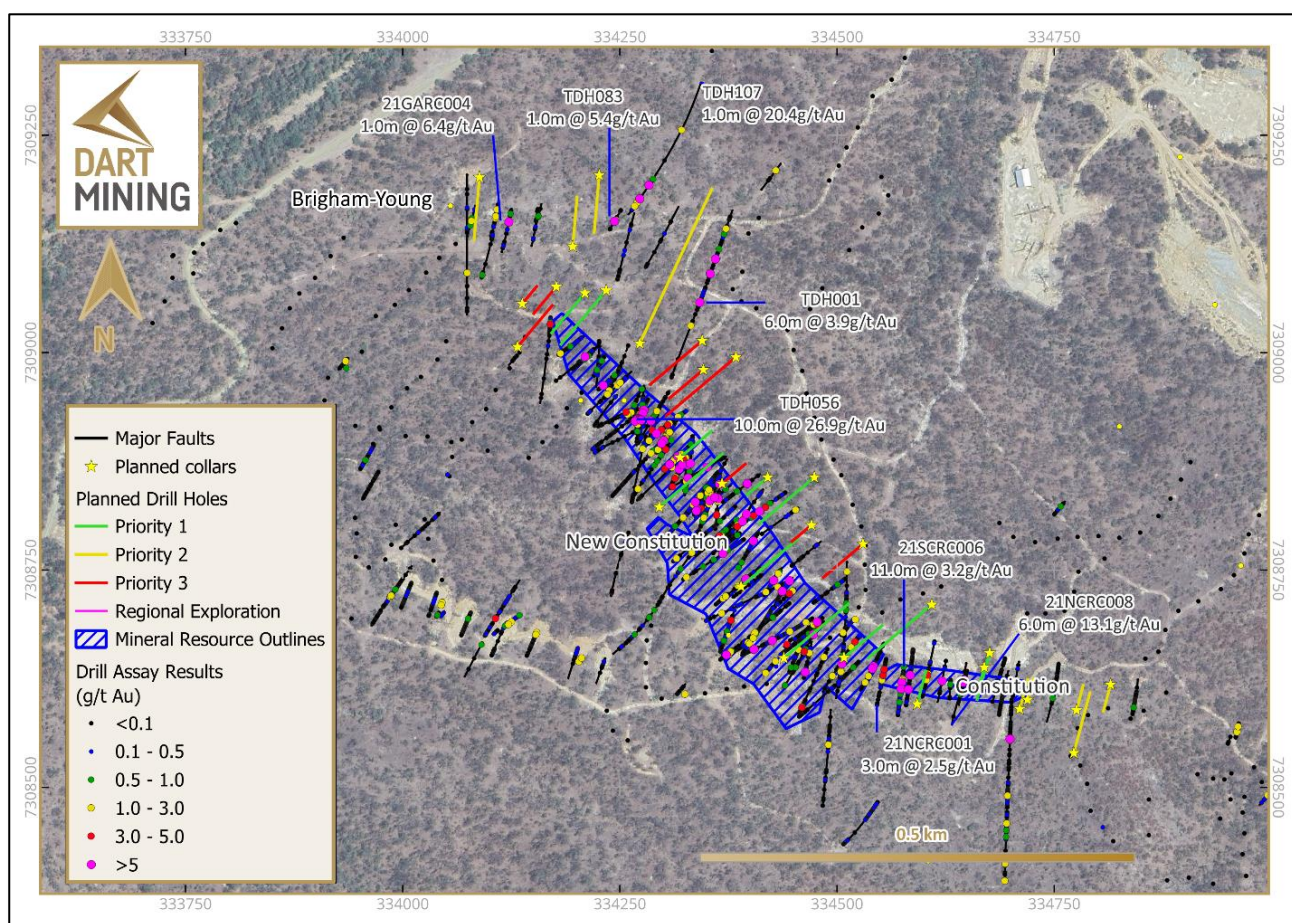 333750
334000
334250
334500
334750
7309250
7309000
7308750
7308500
DART
MINING
N
21GARC004
1.0m @ 6.4g/t Au
TDH083
1.0m @ 5.4g/t Au
TDH107
1.0m @ 20.4g/t Au
Brigham-Young
TDH001
6.0m @ 3.9g/t Au
TDH056
10.0m @ 26.9g/t Au
New Constitution
21SCRC006
11.0m @ 3.2g/t Au
21NCRC008
6.0m @ 13.1g/t Au
Constitution
21NCRC001
3.0m @ 2.5g/t Au
0.5 km
Major Faults
Planned collars
Planned Drill Holes
Priority 1
Priority 2
Priority 3
Regional Exploration
Mineral Resource Outlines
Drill Assay Results
(g/t Au)
<0.1
0.1 - 0.5
0.5 - 1.0
1.0 - 3.0
3.0 - 5.0
>5
7309250
7309000
7308750
7308500
333750
334000
334250
334500
334750